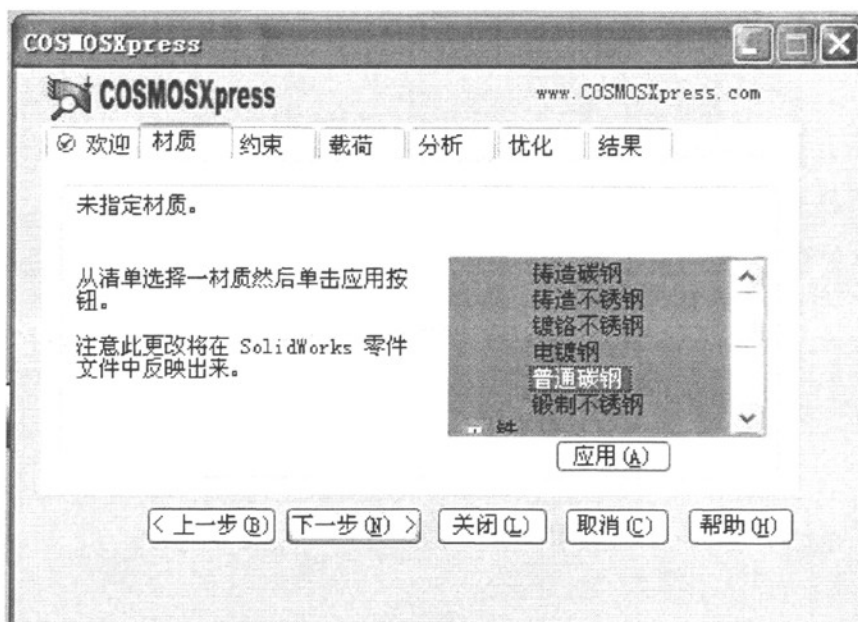 COSMOSXpress
COSMOSXpress
www.COSMOSXpress.com
欢迎 材质 约束 载荷 分析 优化 结果
未指定材质。
从清单选择一材质然后单击应用按
钮。
注意此更改将在 SolidWorks 零件
文件中反映出来。
铸造碳钢
铸造不锈钢
镀铬不锈钢
电镀钢
普通碳钢
锻制不锈钢
铁
应用(A)
< 上一步(B) 下一步(N) > 关闭(L) 取消(C) 帮助(H)